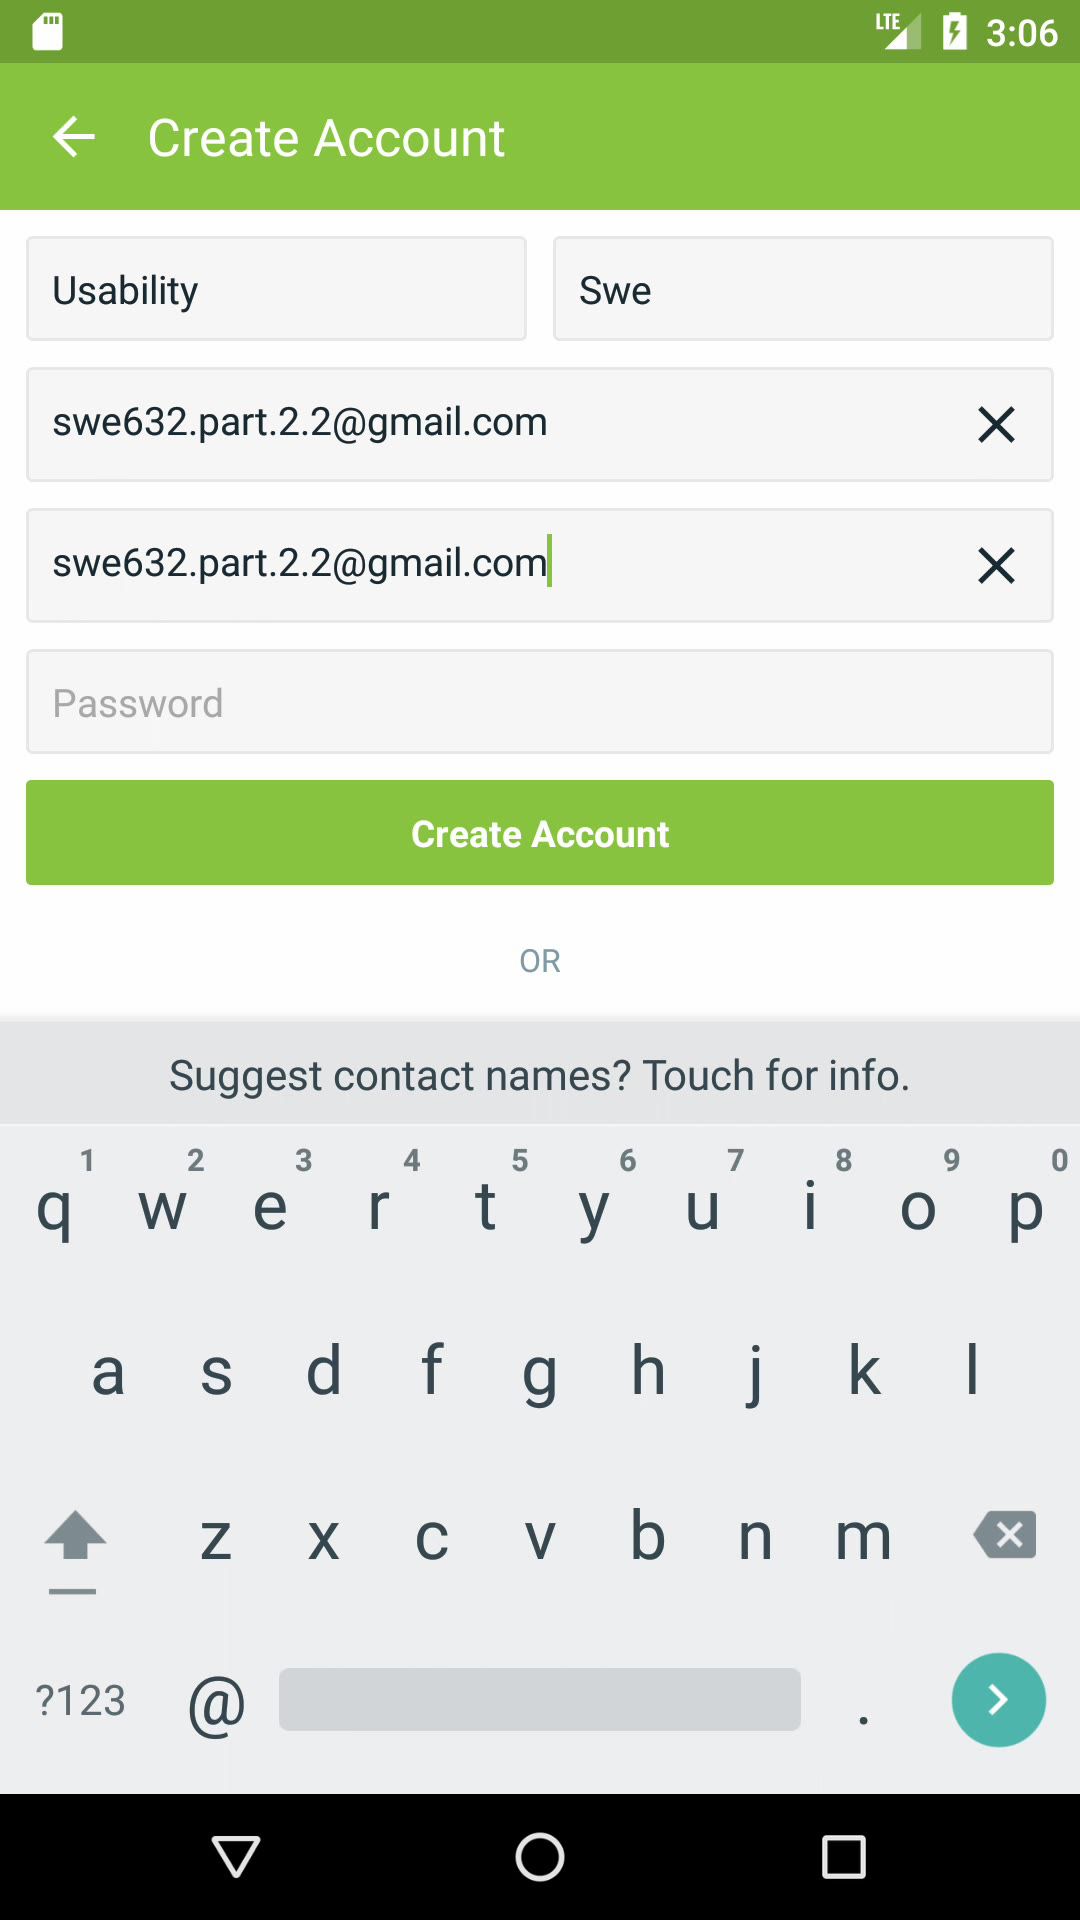 LTE 3:06
Create Account
Usability Swe
swe632.part.2.2@gmail.com
swe632.part.2.2@gmail.com
Password
Create Account
OR
Suggest contact names? Touch for info.
1 2 3 4 5 6 7 8 9 0
q w e r t y u i o p
a s d f g h j k l
z x c v b n m
?123 @ .